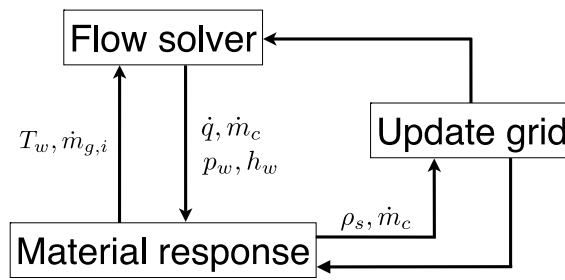 Flow solver
Update grid
Material response
T_w, ṁ_{g,i}
q̇, ṁ_c
p_w, h_w
ρ_s, ṁ_c